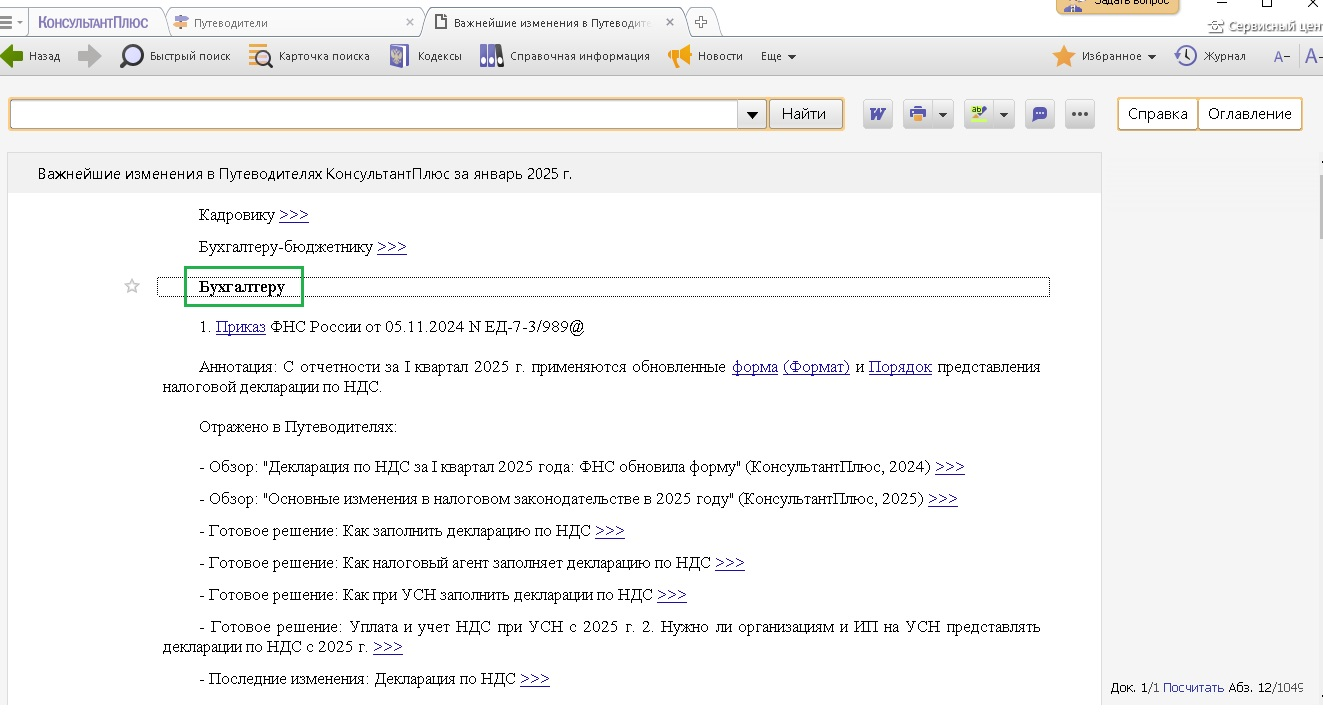 Задать вопрос
КонсультантПлюс
Путеводители
Важнейшие изменения в Путеводите
Сервисный цен
Назад
Быстрый поиск
Карточка поиска
Кодексы
Справочная информация
Новости
Еще
Избранное
Журнал
А−
А
Найти
W
Справка
Оглавление
Важнейшие изменения в Путеводителях КонсультантПлюс за январь 2025 г.
Кадровику >>>
Бухгалтеру-бюджетнику >>>
Бухгалтеру
1. Приказ ФНС России от 05.11.2024 N ЕД-7-3/989@
Аннотация: С отчетности за I квартал 2025 г. применяются обновленные форма (Формат) и Порядок представления
налоговой декларации по НДС.
Отражено в Путеводителях:
- Обзор: "Декларация по НДС за I квартал 2025 года: ФНС обновила форму" (КонсультантПлюс, 2024) >>>
- Обзор: "Основные изменения в налоговом законодательстве в 2025 году" (КонсультантПлюс, 2025) >>>
- Готовое решение: Как заполнить декларацию по НДС >>>
- Готовое решение: Как налоговый агент заполняет декларацию по НДС >>>
- Готовое решение: Как при УСН заполнить декларации по НДС >>>
- Готовое решение: Уплата и учет НДС при УСН с 2025 г. 2. Нужно ли организациям и ИП на УСН представлять
декларации по НДС с 2025 г. >>>
- Последние изменения: Декларация по НДС >>>
Док. 1/1 Посчитать Абз. 12/1049